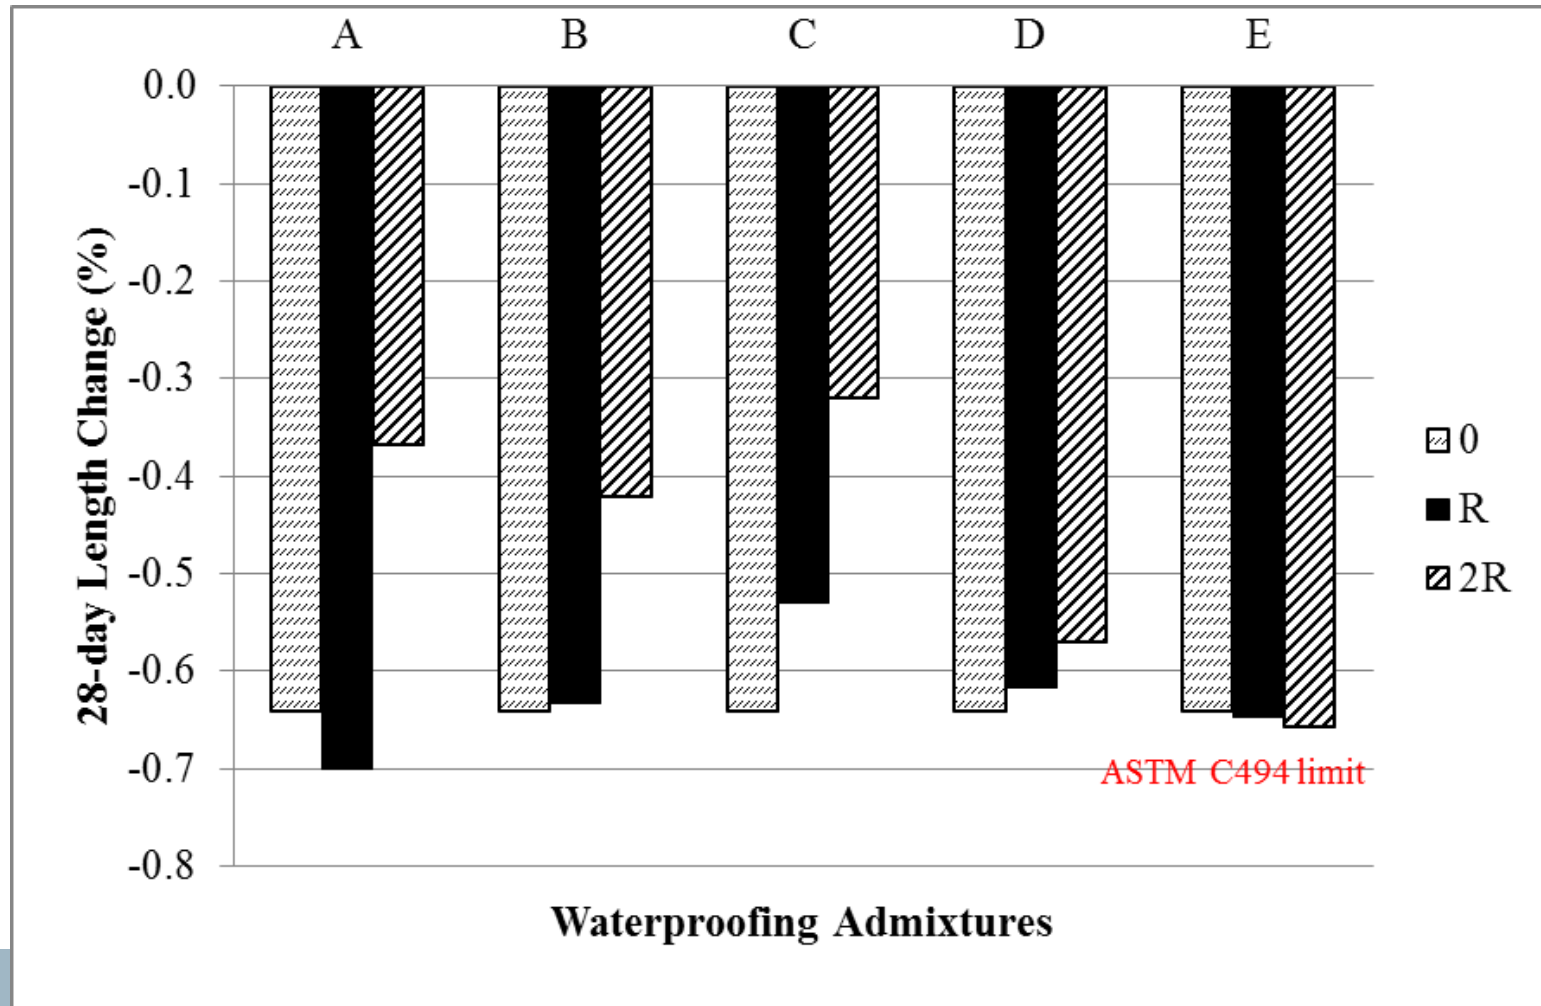 A B C D E
0.0
-0.1
-0.2
-0.3
-0.4
-0.5
-0.6
-0.7
-0.8
28-day Length Change (%)
ASTM C494 limit
Waterproofing Admixtures
0
R
2R